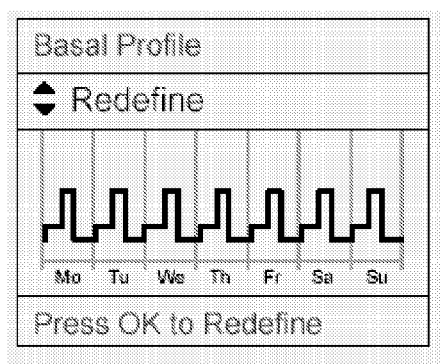 Basal Profile
Redefine
Mo Tu We Th Fr Sa Su
Press OK to Redefine